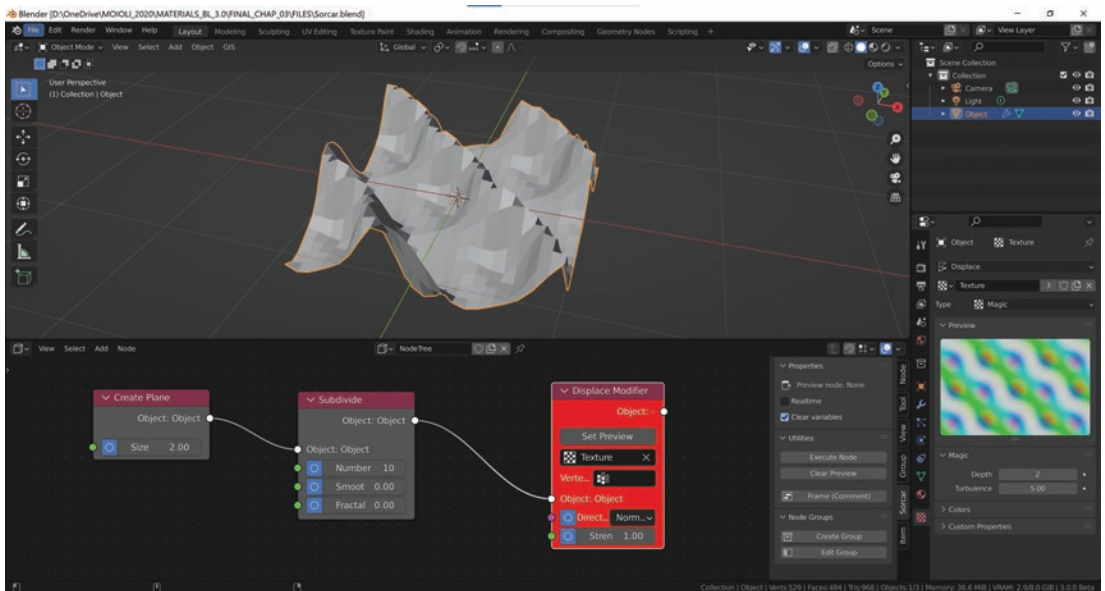 Blender [D:\OneDrive\MOIOLI_2020\MATERIALS_BL_3.0\FINAL_CHAP_03\FILES\Sorcar.blend]
File Edit Render Window Help Layout Modeling Sculpting UV Editing Texture Paint Shading Animation Rendering Compositing Geometry Nodes Scripting + Scene View Layer
Object Mode View Select Add Object GIS Global
Options
User Perspective
(1) Collection | Object
Z
X
Scene Collection
Collection
Camera
Light
Object
Object Texture
Displace
Texture 3
Type Magic
Preview
Magic
Depth 2
Turbulence 5.00
Colors
Custom Properties
View Select Add Node NodeTree
Create Plane
Object: Object
Size 2.00
Subdivide
Object: Object
Object: Object
Number 10
Smoot 0.00
Fractal 0.00
Displace Modifier
Object: -
Set Preview
Texture
Verte...
Object: Object
Direct... Norm...
Stren 1.00
Properties
Preview node: None
Realtime
Clear variables
Utilities
Execute Node
Clear Preview
Frame (Comment)
Node Groups
Create Group
Edit Group
Node
Tool
View
Group
Sorcar
Item
Collection | Object | Verts:529 | Faces:484 | Tris:968 | Objects:1/3 | Memory: 36.6 MiB | VRAM: 2.9/8.0 GiB | 3.0.0 Beta